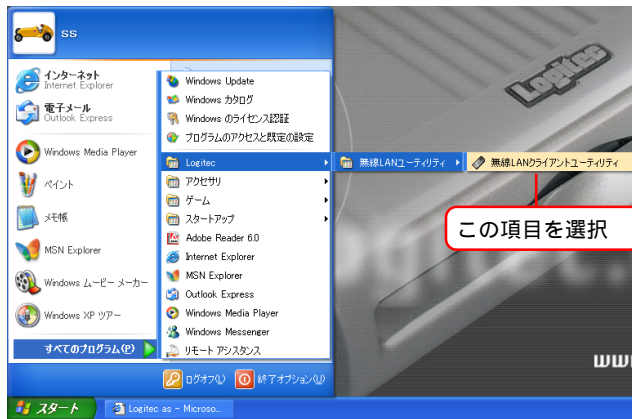 ss
インターネット
Internet Explorer
電子メール
Outlook Express
Windows Media Player
ペイント
メモ帳
MSN Explorer
Windows ムービー メーカー
Windows XP ツアー
すべてのプログラム(P)
Windows Update
Windows カタログ
Windows のライセンス認証
プログラムのアクセスと既定の設定
Logitec
アクセサリ
ゲーム
スタートアップ
Adobe Reader 6.0
Internet Explorer
MSN Explorer
Outlook Express
Windows Media Player
Windows Messenger
リモート アシスタンス
無線LANユーティリティ
無線LANクライアントユーティリティ
この項目を選択
Logitec
ログオフ(L)
終了オプション(U)
スタート
Logitec as - Microso...